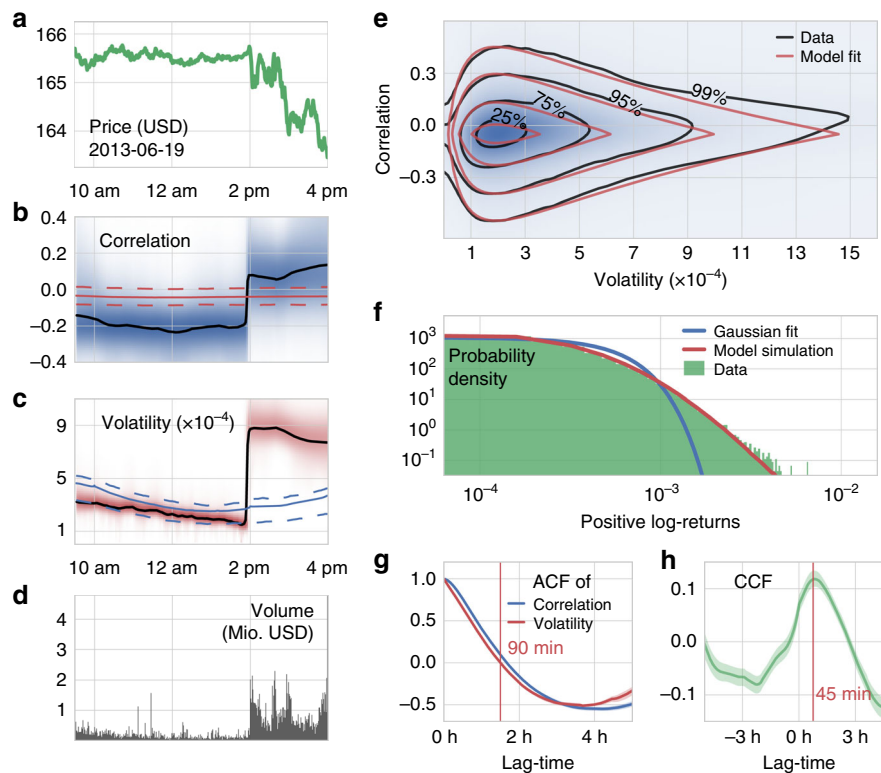 a
166
165
164
Price (USD)
2013-06-19
10 am 12 am 2 pm 4 pm
b
0.4
0.2
0.0
−0.2
−0.4
Correlation
c
9
5
1
Volatility (×10⁻⁴)
10 am 12 am 2 pm 4 pm
d
4
3
2
1
Volume
(Mio. USD)
e
Correlation
0.3
0.0
−0.3
Data
Model fit
25%
75%
95%
99%
1 3 5 7 9 11 13 15
Volatility (×10⁻⁴)
f
10³
10²
10¹
10⁰
10⁻¹
Probability
density
Gaussian fit
Model simulation
Data
10⁻⁴ 10⁻³ 10⁻²
Positive log-returns
g
1.0
0.5
0.0
−0.5
ACF of
Correlation
Volatility
90 min
0 h 2 h 4 h
Lag-time
h
0.1
0.0
−0.1
CCF
45 min
−3 h 0 h 3 h
Lag-time